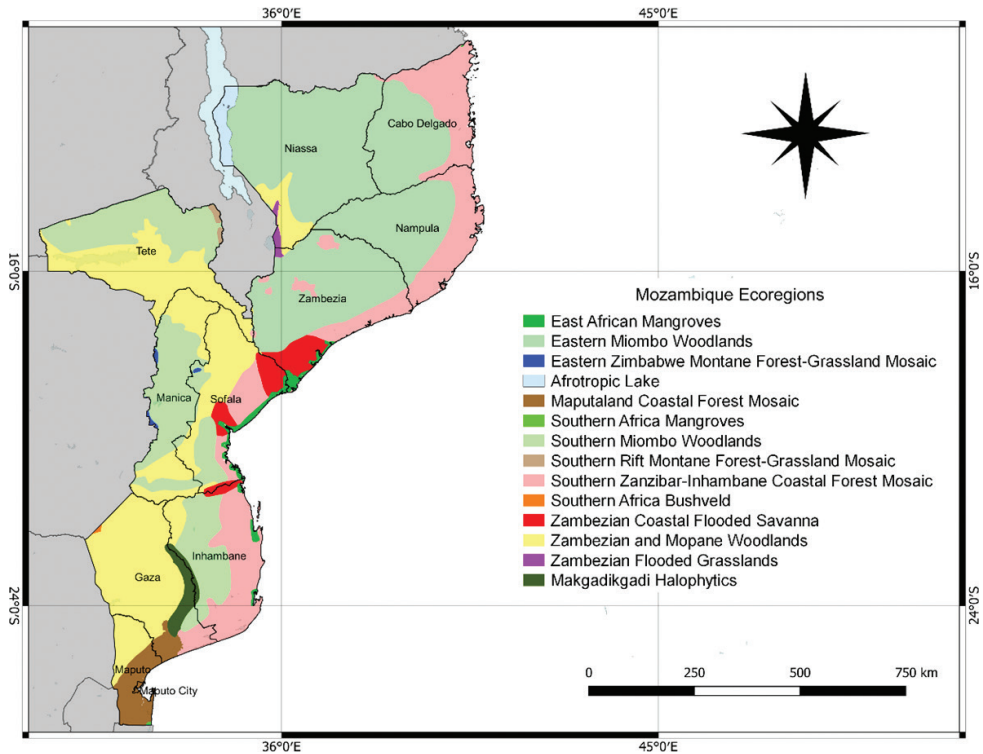 36°0'E 45°0'E
Cabo Delgado
Niassa
Nampula
Tete
16°0'S 16°0'S
Zambezia
Mozambique Ecoregions
East African Mangroves
Eastern Miombo Woodlands
Eastern Zimbabwe Montane Forest-Grassland Mosaic
Afrotropic Lake
Manica
Sofala
Maputaland Coastal Forest Mosaic
Southern Africa Mangroves
Southern Miombo Woodlands
Southern Rift Montane Forest-Grassland Mosaic
Southern Zanzibar-Inhambane Coastal Forest Mosaic
Southern Africa Bushveld
Zambezian Coastal Flooded Savanna
Zambezian and Mopane Woodlands
Zambezian Flooded Grasslands
Makgadikgadi Halophytics
Inhambane
Gaza
24°0'S 24°0'S
Maputo
Maputo City
0 250 500 750 km
36°0'E 45°0'E